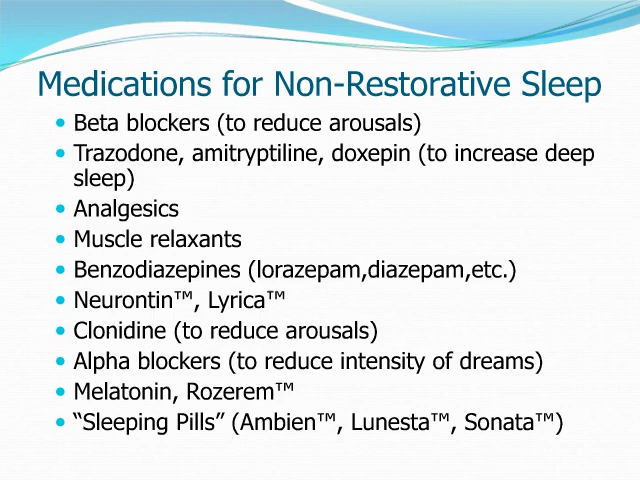 Medications for Non-Restorative Sleep
Beta blockers (to reduce arousals)
Trazodone, amitryptiline, doxepin (to increase deep
sleep)
Analgesics
Muscle relaxants
Benzodiazepines (lorazepam,diazepam,etc.)
Neurontin™, Lyrica™
Clonidine (to reduce arousals)
Alpha blockers (to reduce intensity of dreams)
Melatonin, Rozerem™
“Sleeping Pills” (Ambien™, Lunesta™, Sonata™)